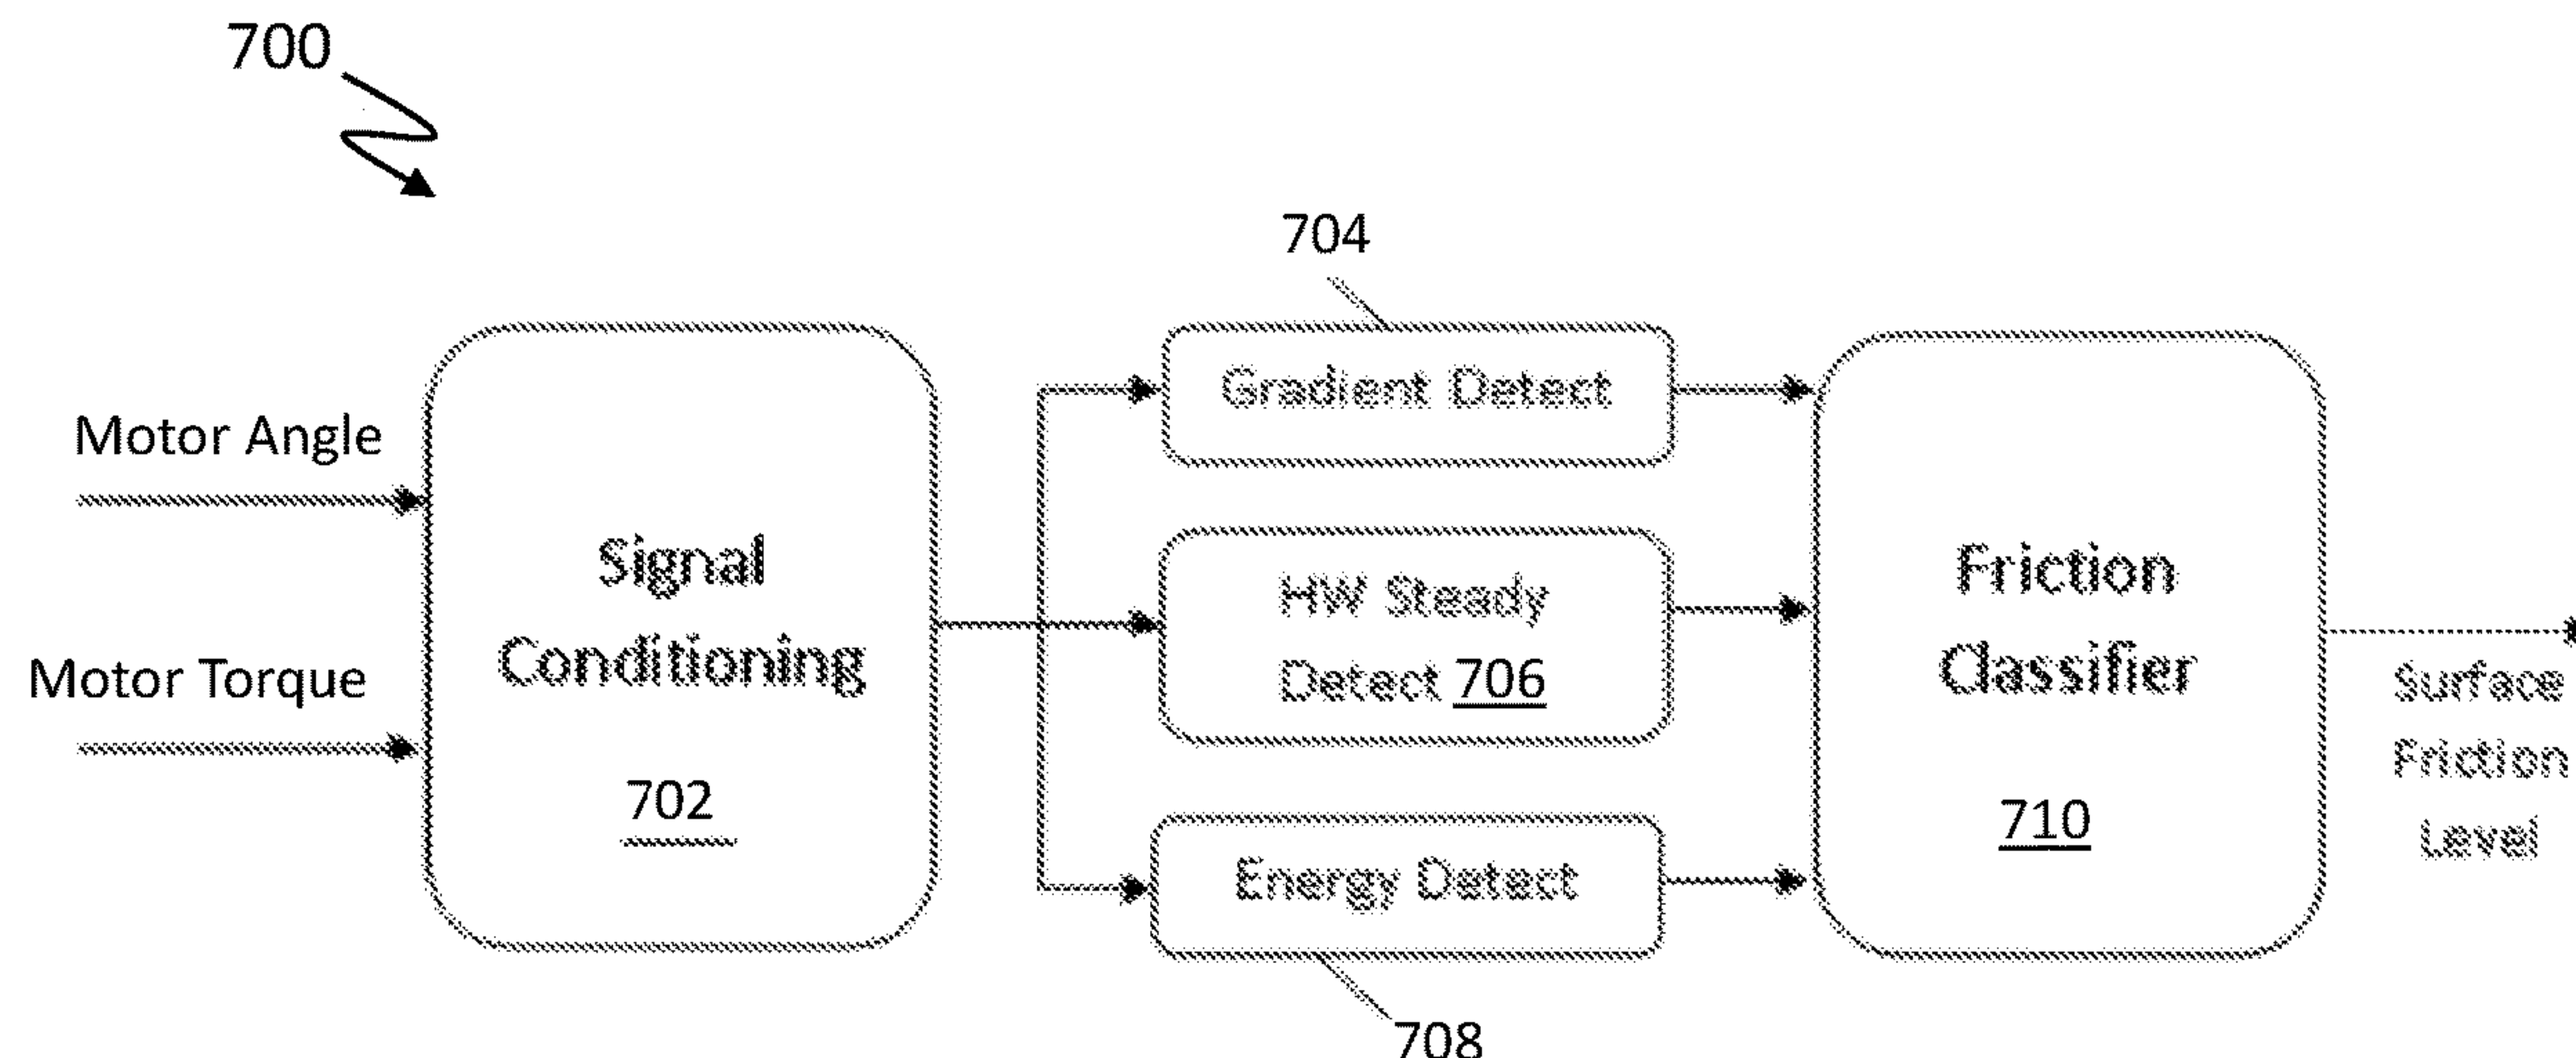 700
704
Motor Angle
Motor Torque
Signal
Conditioning
702
Gradient Detect
HW Steady
Detect 706
Energy Detect
708
Friction
Classifier
710
Surface
Friction
Level